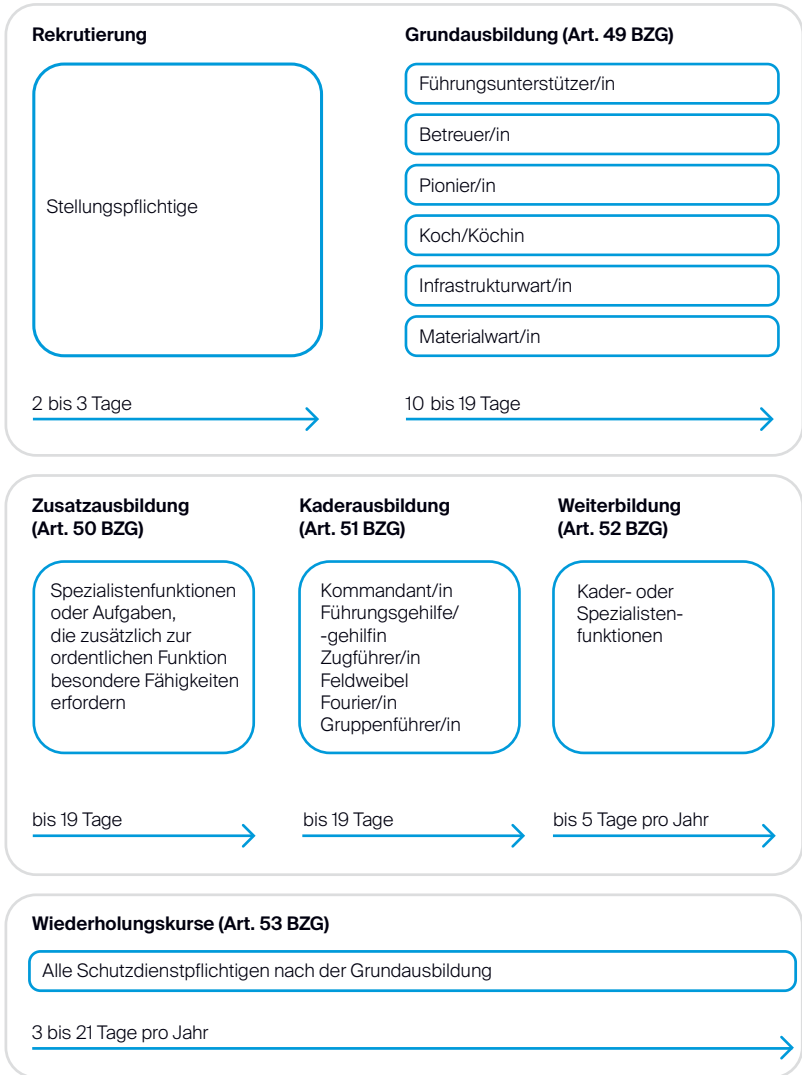 Rekrutierung
Stellungspflichtige
2 bis 3 Tage
Grundausbildung (Art. 49 BZG)
Führungsunterstützer/in
Betreuer/in
Pionier/in
Koch/Köchin
Infrastrukturwart/in
Materialwart/in
10 bis 19 Tage
Zusatzausbildung
(Art. 50 BZG)
Spezialistenfunktionen
oder Aufgaben,
die zusätzlich zur
ordentlichen Funktion
besondere Fähigkeiten
erfordern
bis 19 Tage
Kaderausbildung
(Art. 51 BZG)
Kommandant/in
Führungsgehilfe/
-gehilfin
Zugführer/in
Feldweibel
Fourier/in
Gruppenführer/in
bis 19 Tage
Weiterbildung
(Art. 52 BZG)
Kader- oder
Spezialisten-
funktionen
bis 5 Tage pro Jahr
Wiederholungskurse (Art. 53 BZG)
Alle Schutzdienstpflichtigen nach der Grundausbildung
3 bis 21 Tage pro Jahr